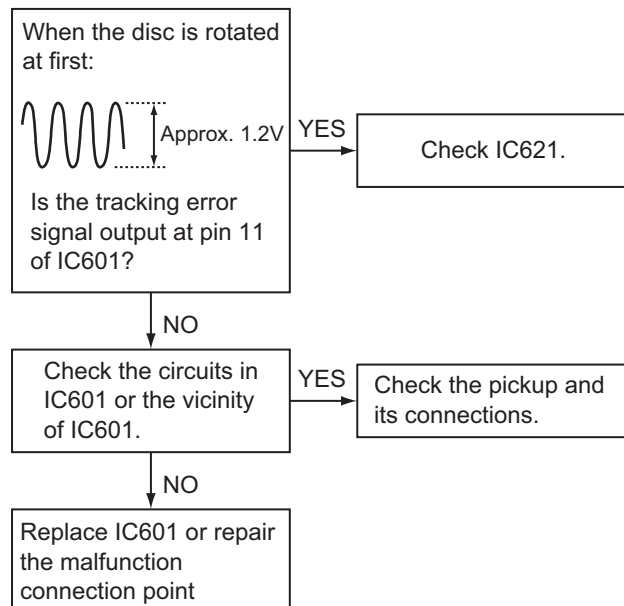 When the disc is rotated
at first:
Approx. 1.2V
Is the tracking error
signal output at pin 11
of IC601?
YES
Check IC621.
NO
Check the circuits in
IC601 or the vicinity
of IC601.
YES
Check the pickup and
its connections.
NO
Replace IC601 or repair
the malfunction
connection point